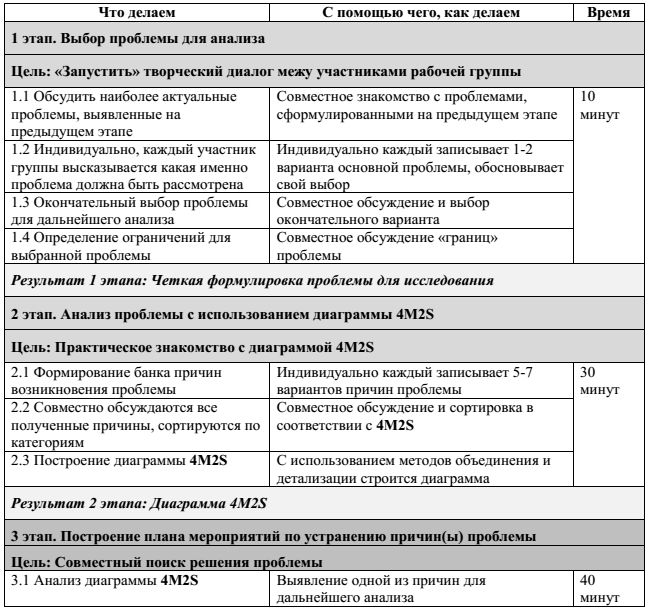 Что делаем С помощью чего, как делаем Время
1 этап. Выбор проблемы для анализа
Цель: «Запустить» творческий диалог межу участниками рабочей группы
1.1 Обсудить наиболее актуальные
проблемы, выявленные на
предыдущем этапе
Совместное знакомство с проблемами,
сформулированными на предыдущем этапе
10
минут
1.2 Индивидуально, каждый участник
группы высказывается какая именно
проблема должна быть рассмотрена
Индивидуально каждый записывает 1-2
варианта основной проблемы, обосновывает
свой выбор
1.3 Окончательный выбор проблемы
для дальнейшего анализа
Совместное обсуждение и выбор
окончательного варианта
1.4 Определение ограничений для
выбранной проблемы
Совместное обсуждение «границ»
проблемы
Результат 1 этапа: Четкая формулировка проблемы для исследования
2 этап. Анализ проблемы с использованием диаграммы 4M2S
Цель: Практическое знакомство с диаграммой 4M2S
2.1 Формирование банка причин
возникновения проблемы
Индивидуально каждый записывает 5-7
вариантов причин проблемы
30
минут
2.2 Совместно обсуждаются все
полученные причины, сортируются по
категориям
Совместное обсуждение и сортировка в
соответствии с 4M2S
2.3 Построение диаграммы 4M2S
С использованием методов объединения и
детализации строится диаграмма
Результат 2 этапа: Диаграмма 4M2S
3 этап. Построение плана мероприятий по устранению причин(ы) проблемы
Цель: Совместный поиск решения проблемы
3.1 Анализ диаграммы 4M2S
Выявление одной из причин для
дальнейшего анализа
40
минут